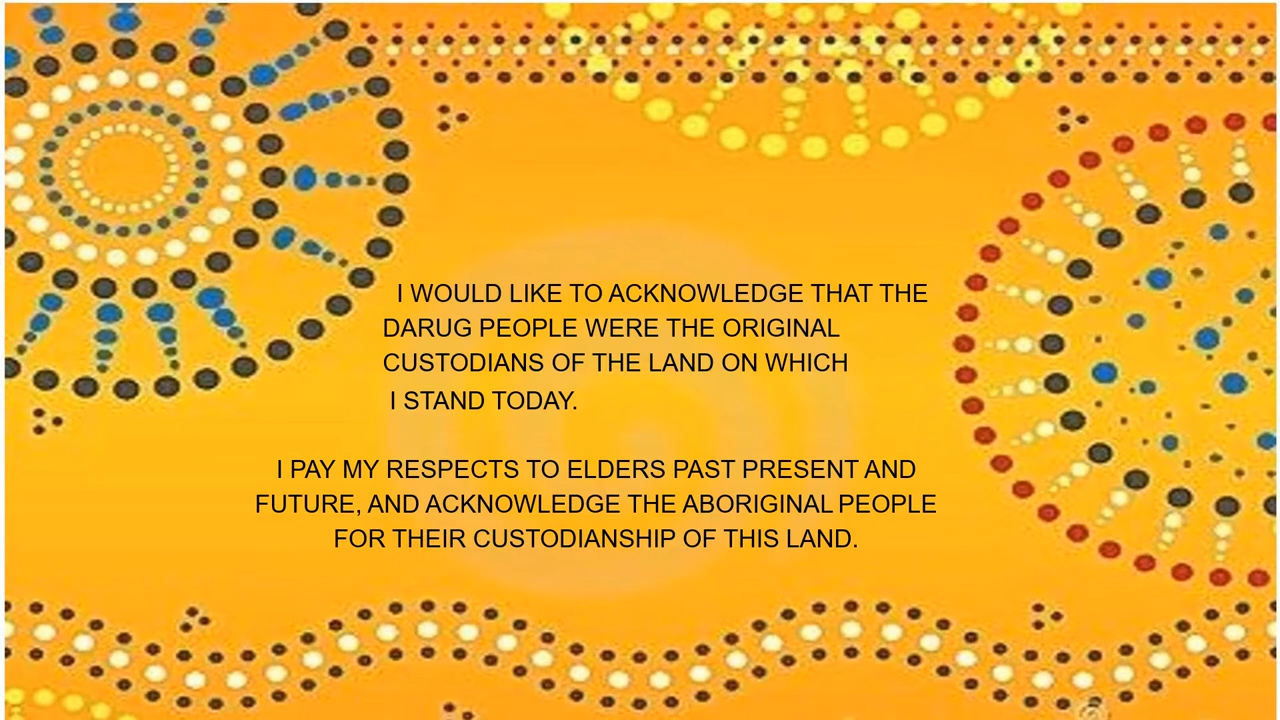 I WOULD LIKE TO ACKNOWLEDGE THAT THE
DARUG PEOPLE WERE THE ORIGINAL
CUSTODIANS OF THE LAND ON WHICH
I STAND TODAY.
I PAY MY RESPECTS TO ELDERS PAST PRESENT AND
FUTURE, AND ACKNOWLEDGE THE ABORIGINAL PEOPLE
FOR THEIR CUSTODIANSHIP OF THIS LAND.